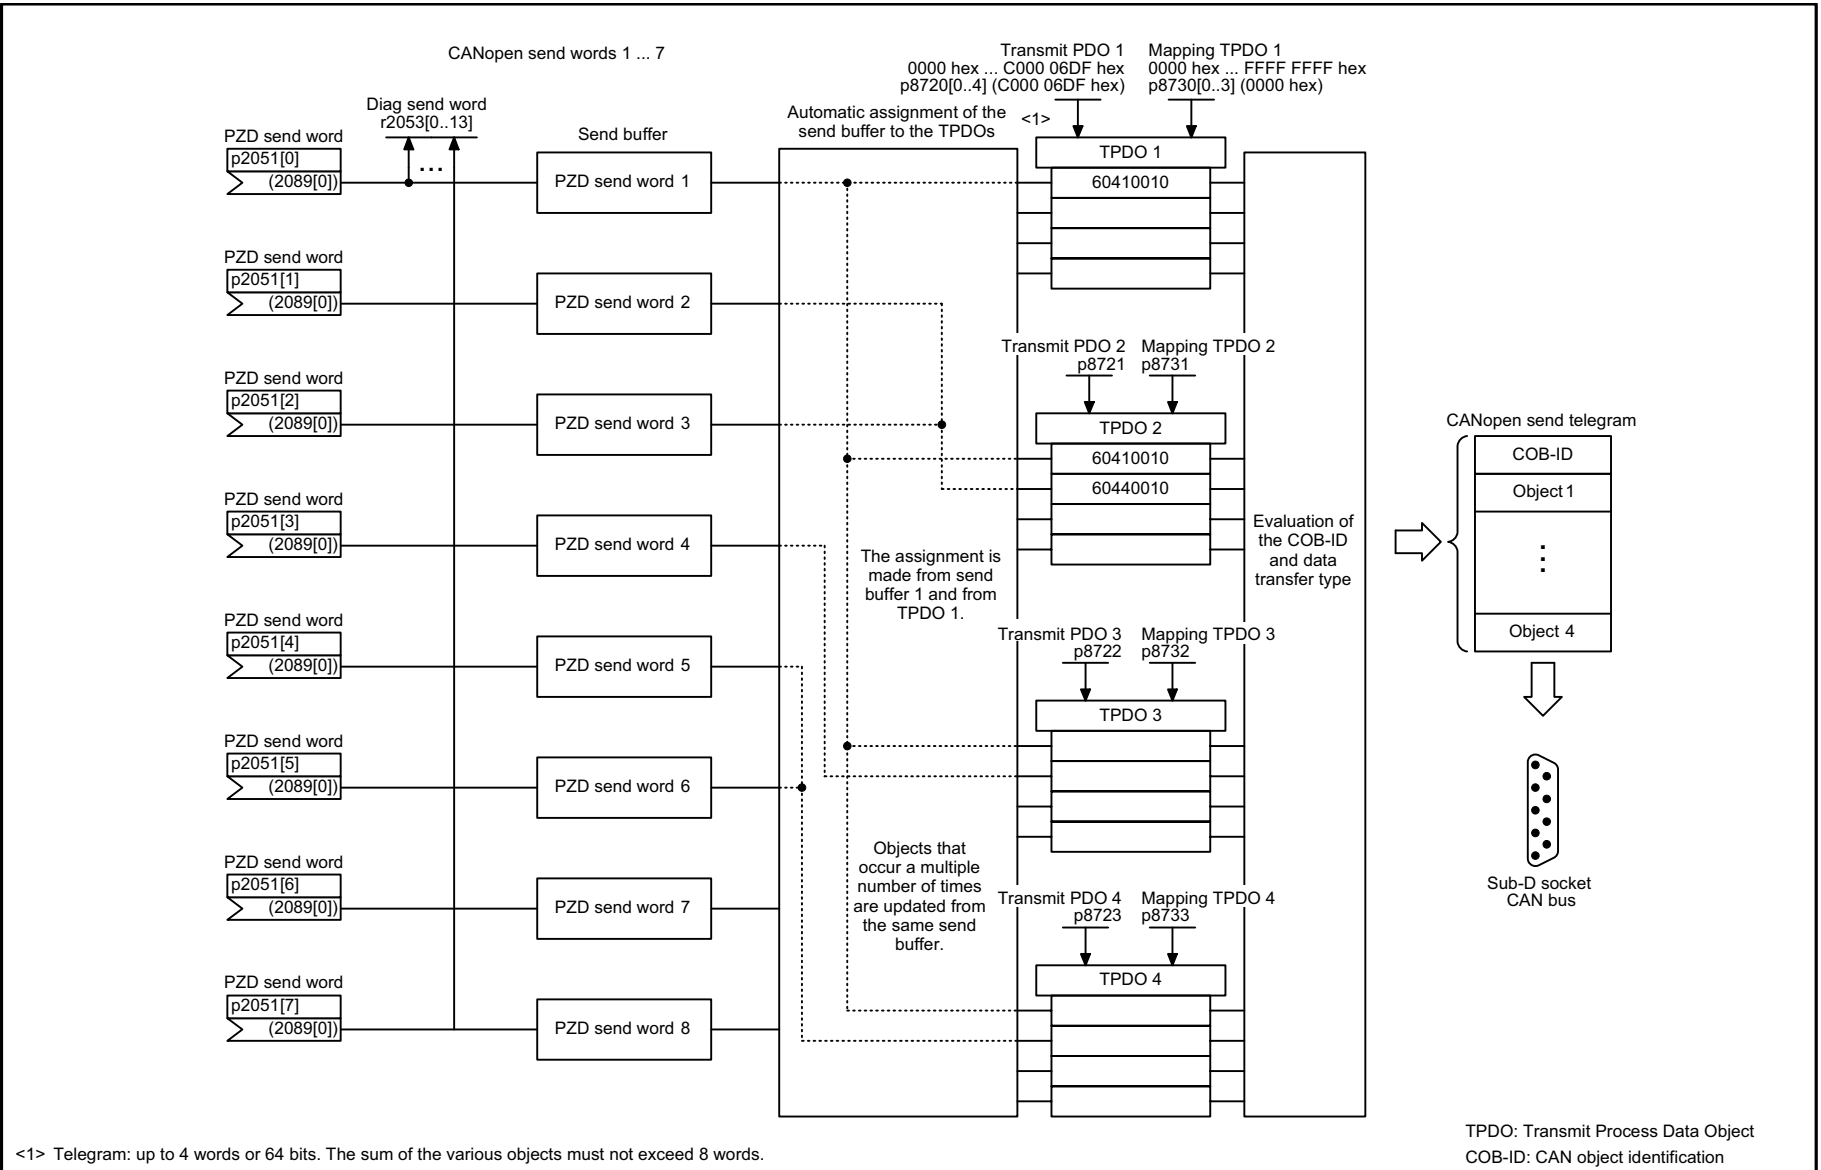 CANopen send words 1 ... 7
Diag send word
r2053[0..13]
...
Send buffer
Automatic assignment of the
send buffer to the TPDOs
<1>
Transmit PDO 1
0000 hex ... C000 06DF hex
p8720[0..4] (C000 06DF hex)
Mapping TPDO 1
0000 hex ... FFFF FFFF hex
p8730[0..3] (0000 hex)
PZD send word
p2051[0]
(2089[0])
PZD send word 1
TPDO 1
60410010
PZD send word
p2051[1]
(2089[0])
PZD send word 2
Transmit PDO 2
p8721
Mapping TPDO 2
p8731
PZD send word
p2051[2]
(2089[0])
PZD send word 3
TPDO 2
60410010
60440010
PZD send word
p2051[3]
(2089[0])
PZD send word 4
The assignment is
made from send
buffer 1 and from
TPDO 1.
Evaluation of
the COB-ID
and data
transfer type
CANopen send telegram
COB-ID
Object 1
⋮
Object 4
PZD send word
p2051[4]
(2089[0])
PZD send word 5
Transmit PDO 3
p8722
Mapping TPDO 3
p8732
TPDO 3
PZD send word
p2051[5]
(2089[0])
PZD send word 6
Objects that
occur a multiple
number of times
are updated from
the same send
buffer.
Sub-D socket
CAN bus
PZD send word
p2051[6]
(2089[0])
PZD send word 7
Transmit PDO 4
p8723
Mapping TPDO 4
p8733
TPDO 4
PZD send word
p2051[7]
(2089[0])
PZD send word 8
<1> Telegram: up to 4 words or 64 bits. The sum of the various objects must not exceed 8 words.
TPDO: Transmit Process Data Object
COB-ID: CAN object identification